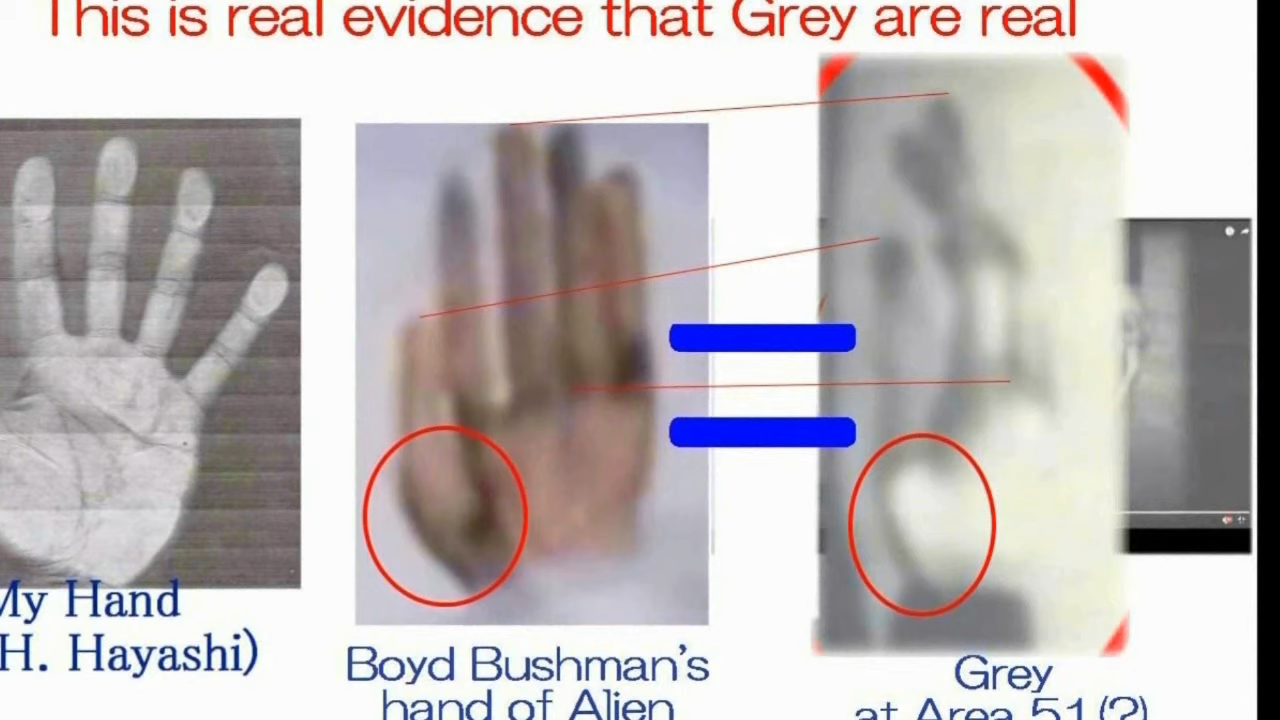 This is real evidence that Grey are real
My Hand
H. Hayashi)
Boyd Bushman's
hand of Alien
Grey
at Area 51(?)